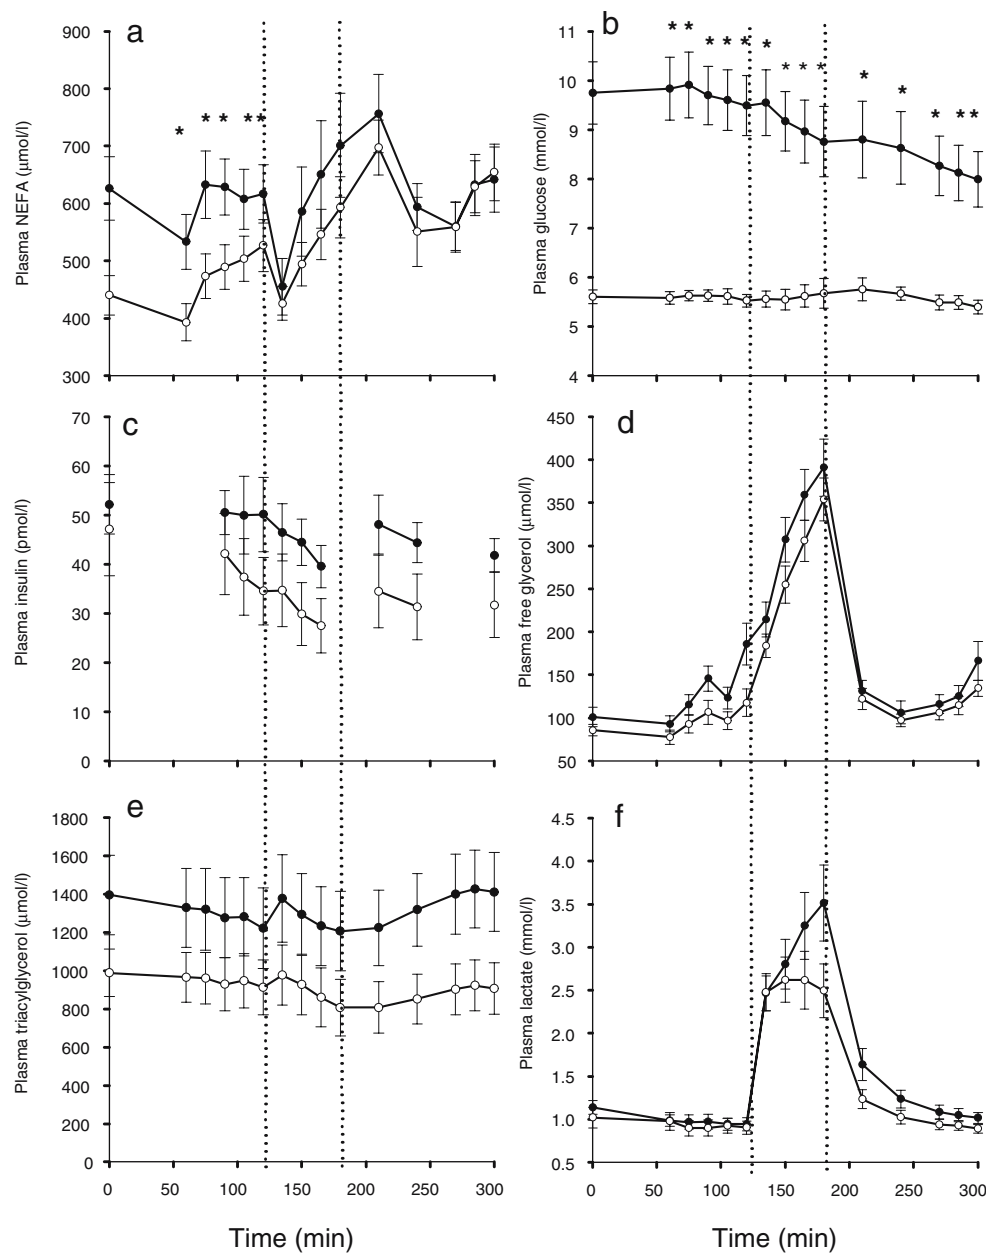 a
900
800
700
600
500
400
300
Plasma NEFA (μmol/l)
* * * * * *
b
11
10
9
8
7
6
5
4
Plasma glucose (mmol/l)
* * * * * * * * * * * * * *
c
70
60
50
40
30
20
10
0
Plasma insulin (pmol/l)
d
450
400
350
300
250
200
150
100
50
Plasma free glycerol (μmol/l)
e
1800
1600
1400
1200
1000
800
600
400
200
0
Plasma triacylglycerol (μmol/l)
0 50 100 150 200 250 300
Time (min)
f
4.5
4.0
3.5
3.0
2.5
2.0
1.5
1.0
0.5
Plasma lactate (mmol/l)
0 50 100 150 200 250 300
Time (min)